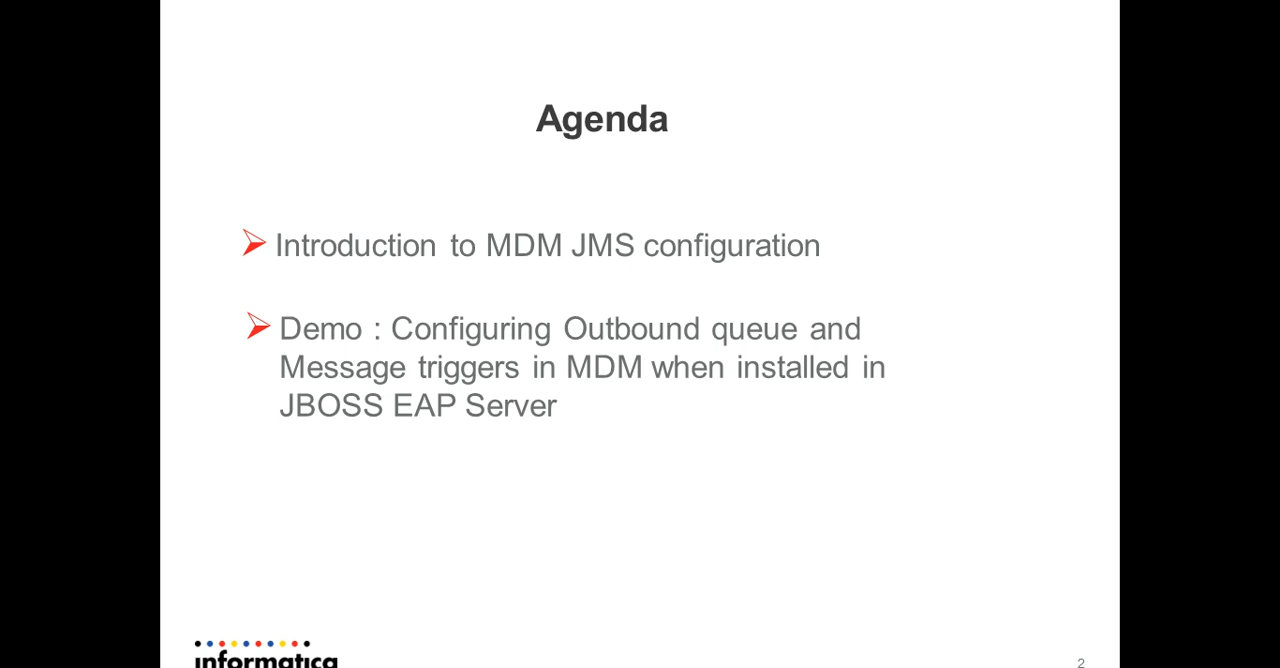 Agenda
Introduction to MDM JMS configuration
Demo : Configuring Outbound queue and
Message triggers in MDM when installed in
JBOSS EAP Server
informatica
2